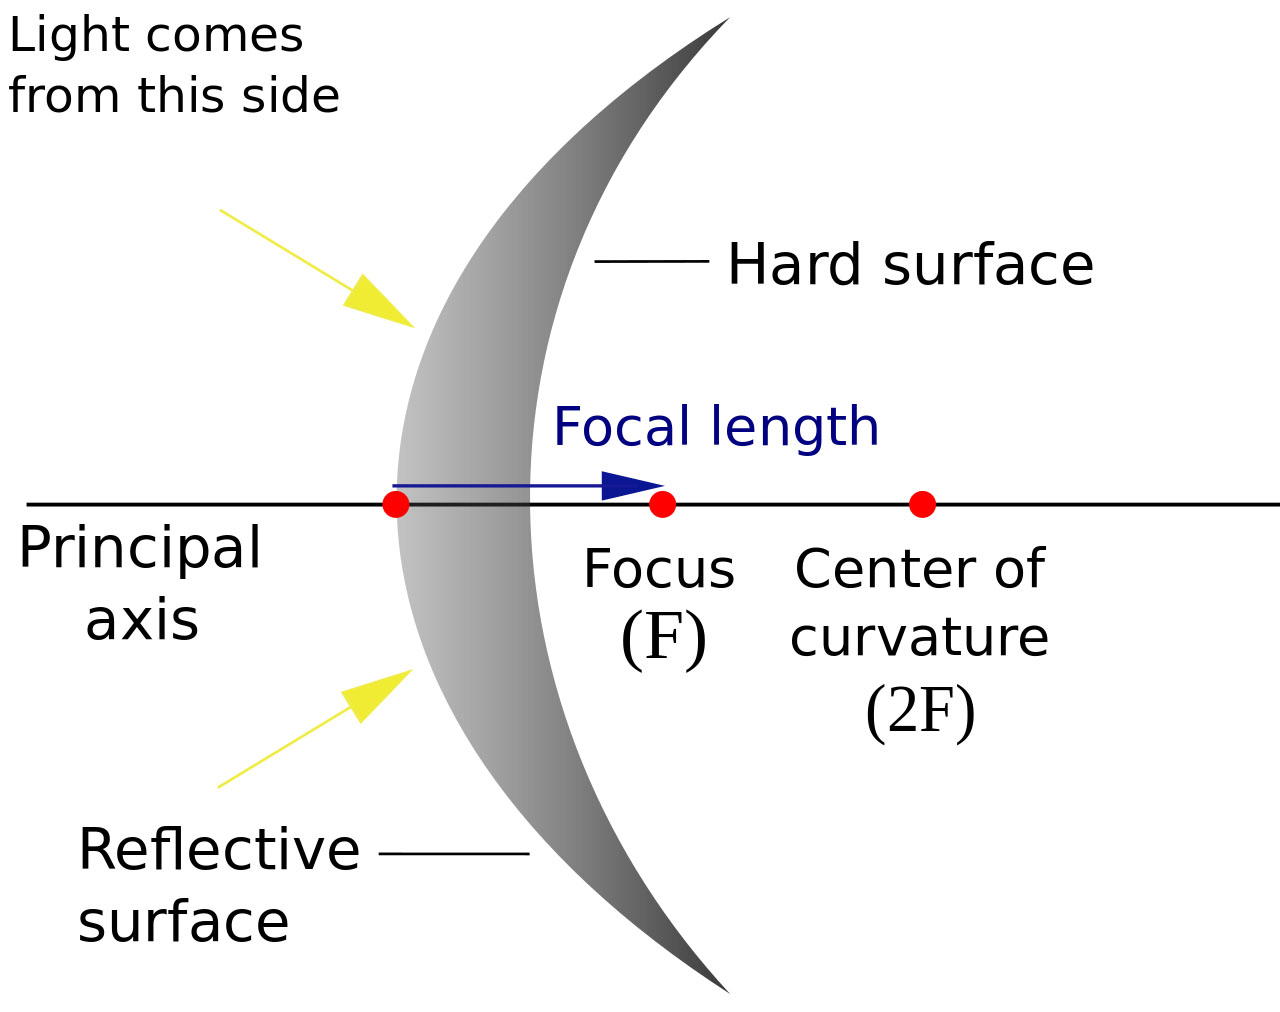 Light comes
from this side
Hard surface
Focal length
Principal
axis
Focus
(F)
Center of
curvature
(2F)
Reflective
surface